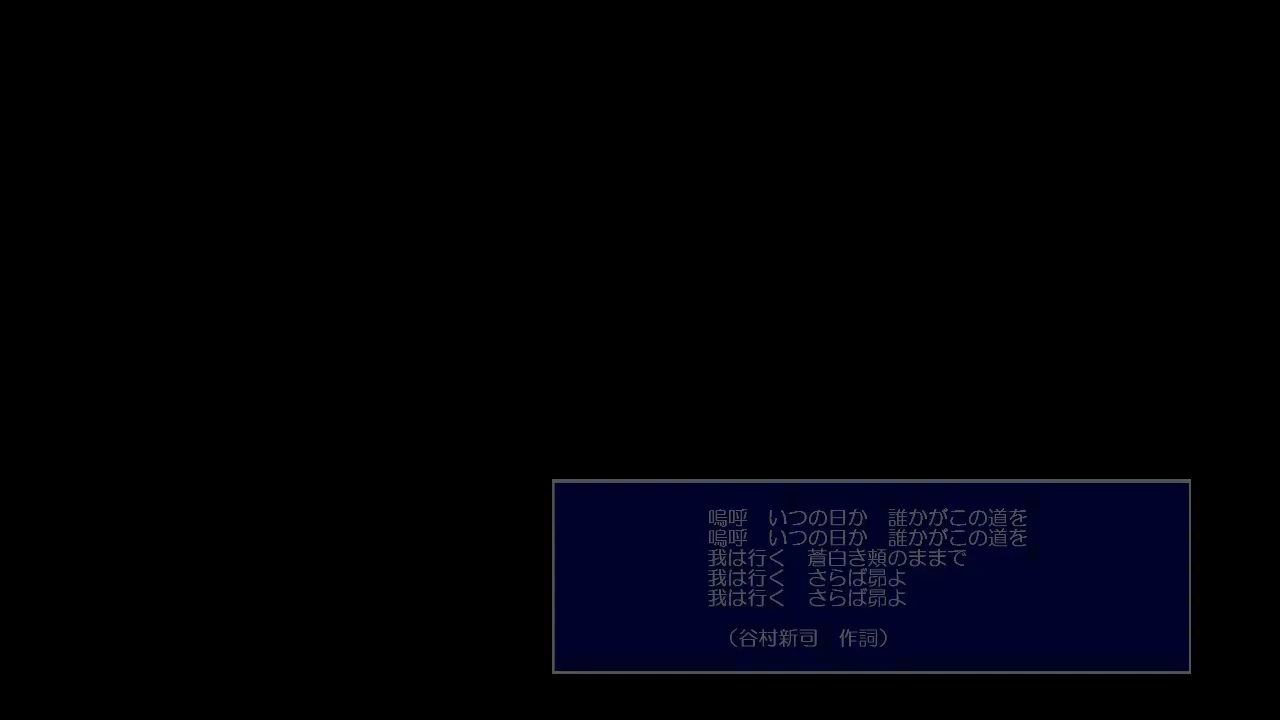 嗚呼　いつの日か　誰かがこの道を
嗚呼　いつの日か　誰かがこの道を
我は行く　蒼白き頬のままで
我は行く　さらば昴よ
我は行く　さらば昴よ
（谷村新司　作詞）